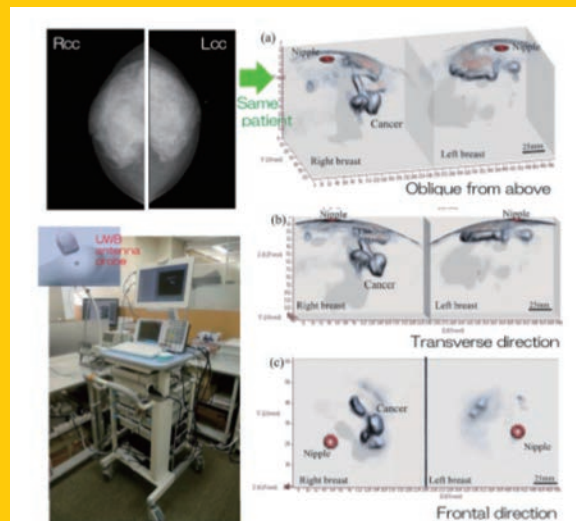 Rcc
Lcc
Same
patient
(a)
Nipple
Nipple
Cancer
Right breast
Left breast
25mm
Oblique from above
UWB
antenna
probe
(b)
Nipple
Nipple
Cancer
Right breast
Left breast
25mm
Transverse direction
(c)
Cancer
Nipple
Nipple
Right breast
Left breast
25mm
Frontal direction